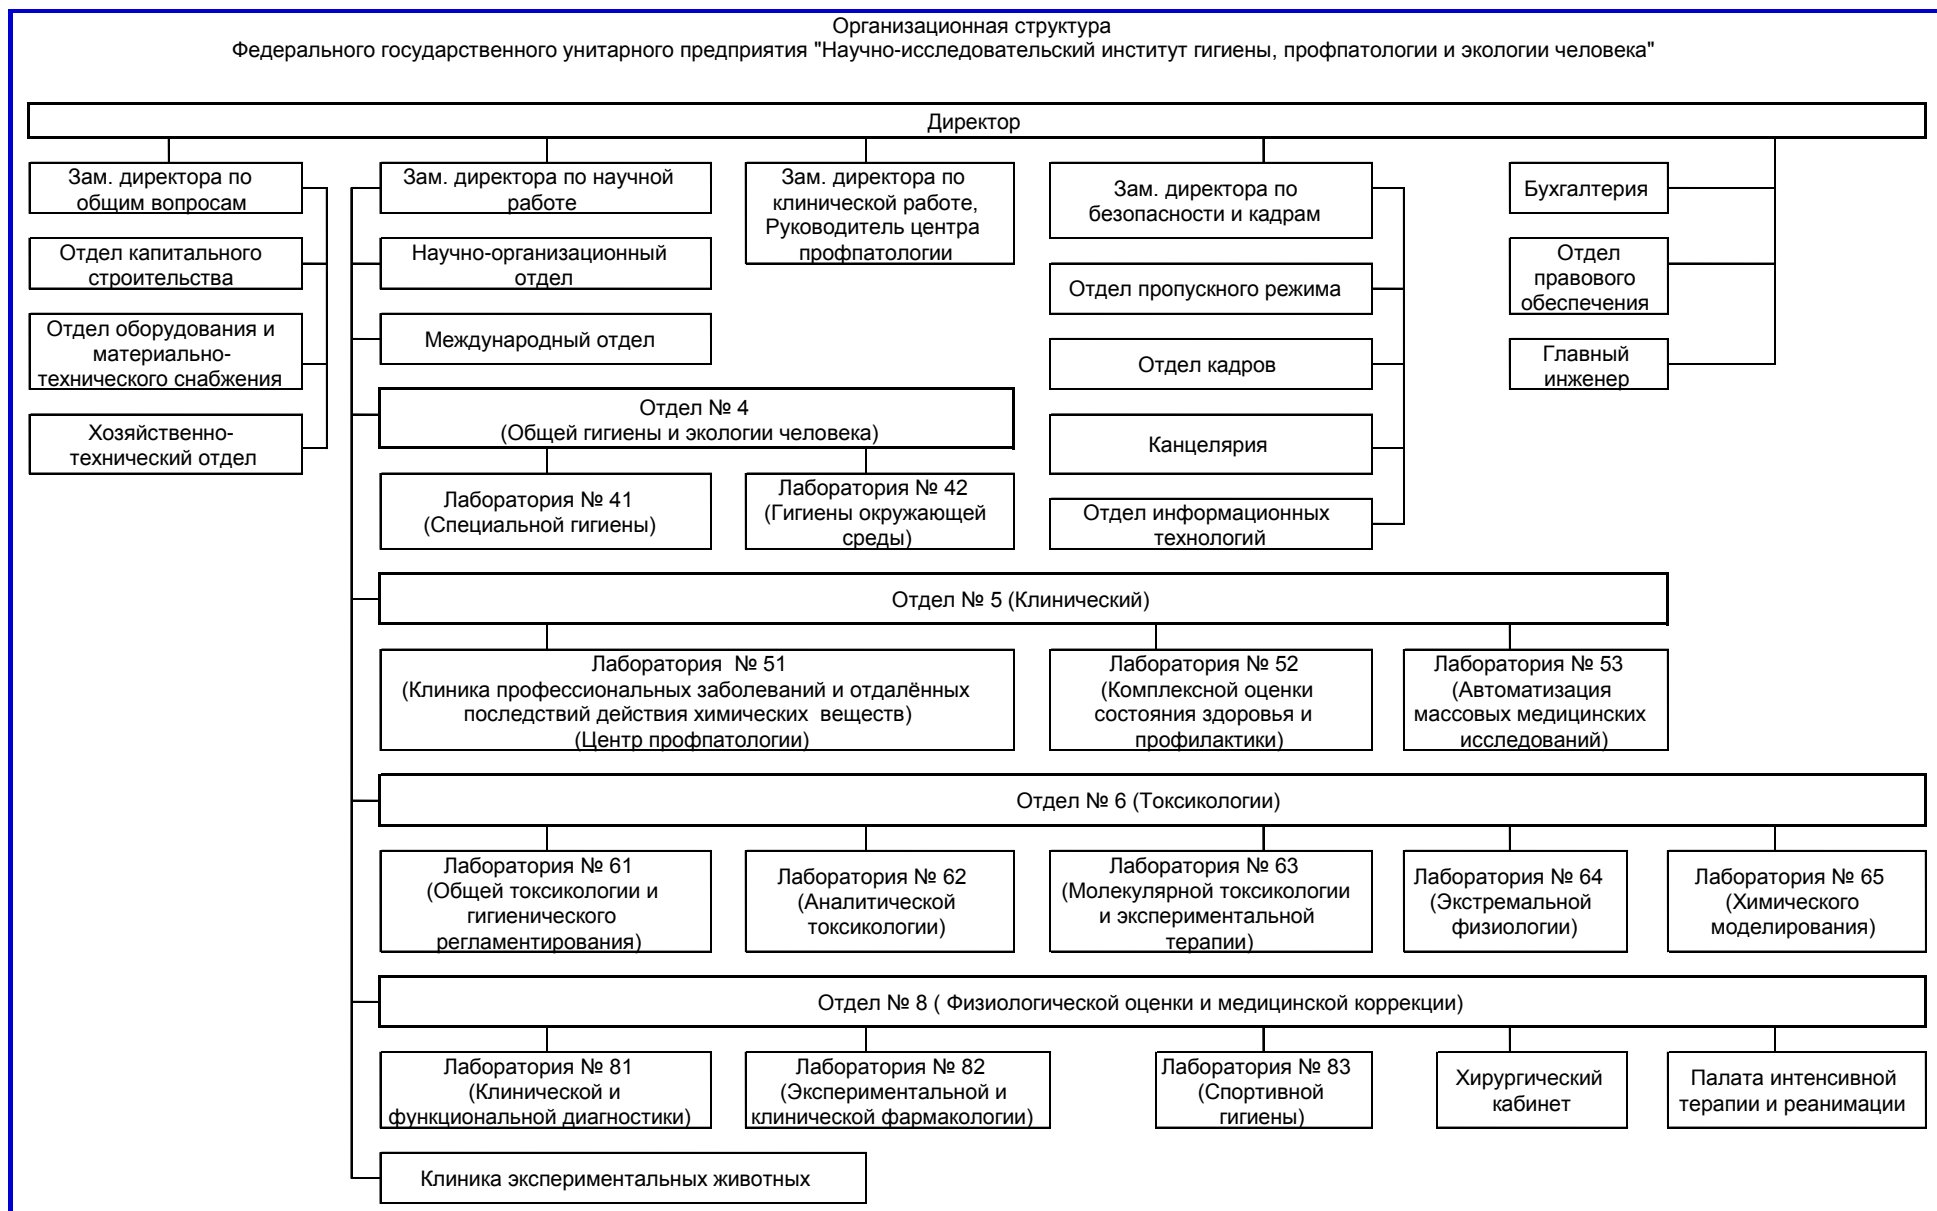 Организационная структура
Федерального государственного унитарного предприятия "Научно-исследовательский институт гигиены, профпатологии и экологии человека"
Директор
Зам. директора по
общим вопросам
Отдел капитального
строительства
Отдел оборудования и
материально-
технического снабжения
Хозяйственно-
технический отдел
Зам. директора по научной
работе
Научно-организационный
отдел
Международный отдел
Зам. директора по
клинической работе,
Руководитель центра
профпатологии
Зам. директора по
безопасности и кадрам
Отдел пропускного режима
Отдел кадров
Канцелярия
Отдел информационных
технологий
Бухгалтерия
Отдел
правового
обеспечения
Главный
инженер
Отдел № 4
(Общей гигиены и экологии человека)
Лаборатория № 41
(Специальной гигиены)
Лаборатория № 42
(Гигиены окружающей
среды)
Отдел № 5 (Клинический)
Лаборатория № 51
(Клиника профессиональных заболеваний и отдалённых
последствий действия химических веществ)
(Центр профпатологии)
Лаборатория № 52
(Комплексной оценки
состояния здоровья и
профилактики)
Лаборатория № 53
(Автоматизация
массовых медицинских
исследований)
Отдел № 6 (Токсикологии)
Лаборатория № 61
(Общей токсикологии и
гигиенического
регламентирования)
Лаборатория № 62
(Аналитической
токсикологии)
Лаборатория № 63
(Молекулярной токсикологии
и экспериментальной
терапии)
Лаборатория № 64
(Экстремальной
физиологии)
Лаборатория № 65
(Химического
моделирования)
Отдел № 8 ( Физиологической оценки и медицинской коррекции)
Лаборатория № 81
(Клинической и
функциональной диагностики)
Лаборатория № 82
(Экспериментальной и
клинической фармакологии)
Лаборатория № 83
(Спортивной
гигиены)
Хирургический
кабинет
Палата интенсивной
терапии и реанимации
Клиника экспериментальных животных